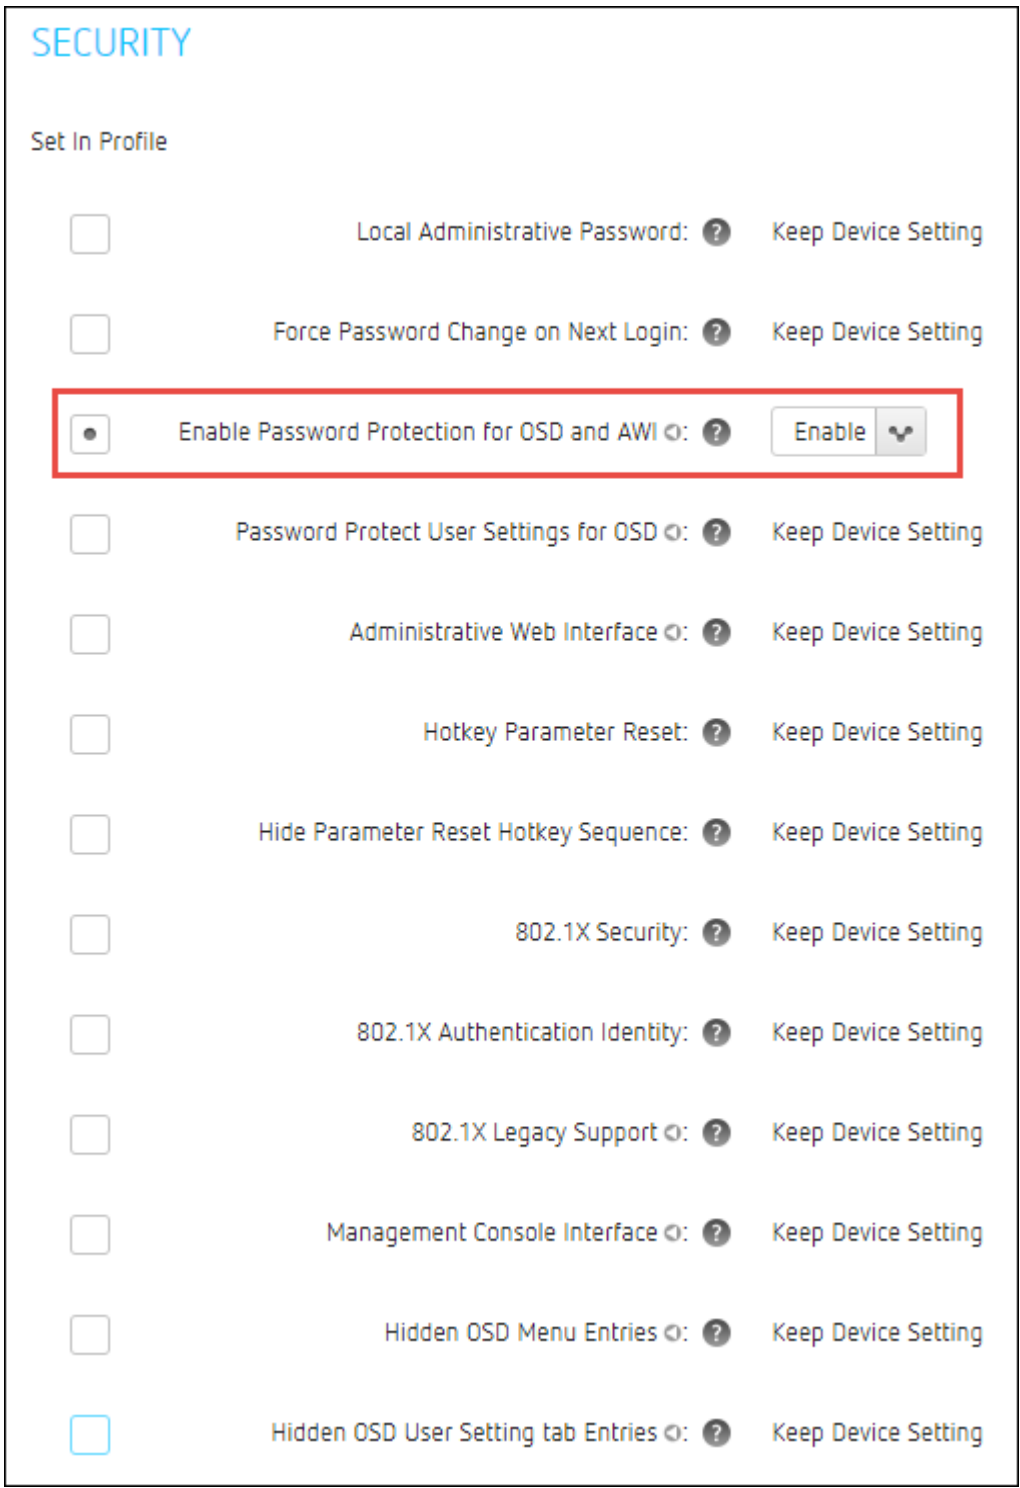 SECURITY
Set In Profile
Local Administrative Password: ? Keep Device Setting
Force Password Change on Next Login: ? Keep Device Setting
Enable Password Protection for OSD and AWI : ? Enable
Password Protect User Settings for OSD : ? Keep Device Setting
Administrative Web Interface : ? Keep Device Setting
Hotkey Parameter Reset: ? Keep Device Setting
Hide Parameter Reset Hotkey Sequence: ? Keep Device Setting
802.1X Security: ? Keep Device Setting
802.1X Authentication Identity: ? Keep Device Setting
802.1X Legacy Support : ? Keep Device Setting
Management Console Interface : ? Keep Device Setting
Hidden OSD Menu Entries : ? Keep Device Setting
Hidden OSD User Setting tab Entries : ? Keep Device Setting